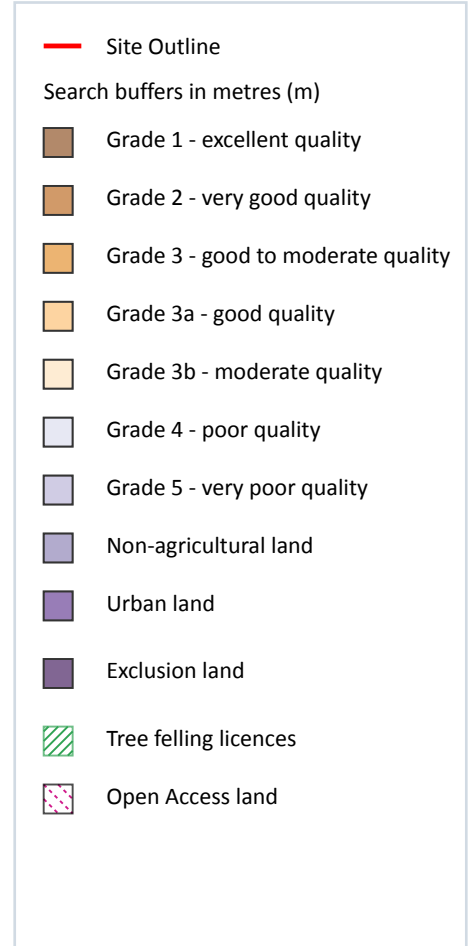 Site Outline
Search buffers in metres (m)
Grade 1 - excellent quality
Grade 2 - very good quality
Grade 3 - good to moderate quality
Grade 3a - good quality
Grade 3b - moderate quality
Grade 4 - poor quality
Grade 5 - very poor quality
Non-agricultural land
Urban land
Exclusion land
Tree felling licences
Open Access land